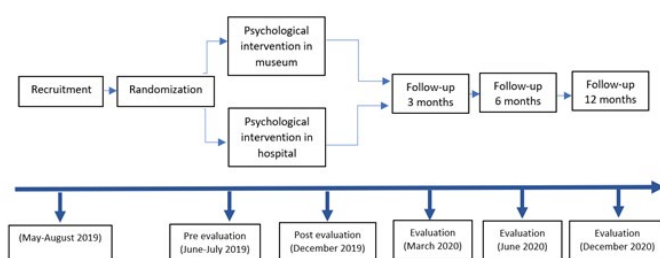 Psychological
intervention in
museum
Recruitment
Randomization
Follow-up
3 months
Follow-up
6 months
Follow-up
12 months
Psychological
intervention in
hospital
(May-August 2019)
Pre evaluation
(June-July 2019)
Post evaluation
(December 2019)
Evaluation
(March 2020)
Evaluation
(June 2020)
Evaluation
(December 2020)